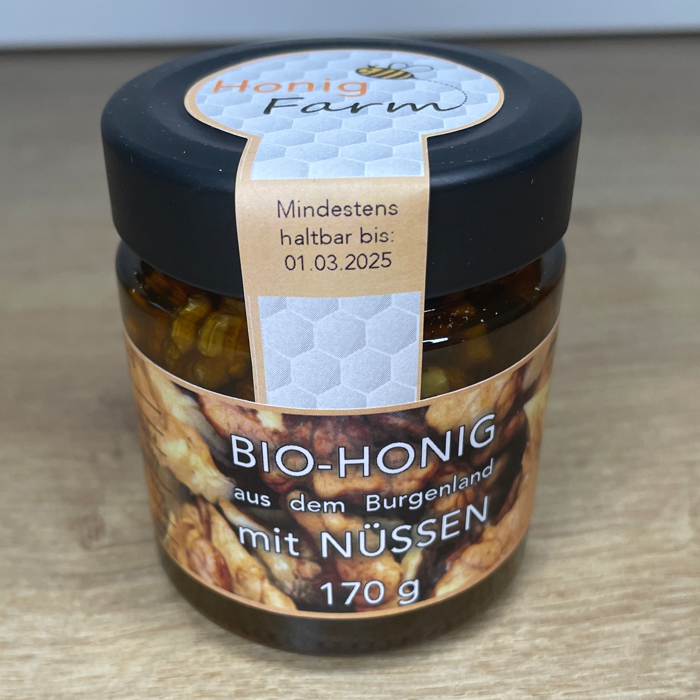 Honig
Farm
Mindestens
haltbar bis:
01.03.2025
BIO-HONIG
aus dem Burgenland
mit NÜSSEN
170 g